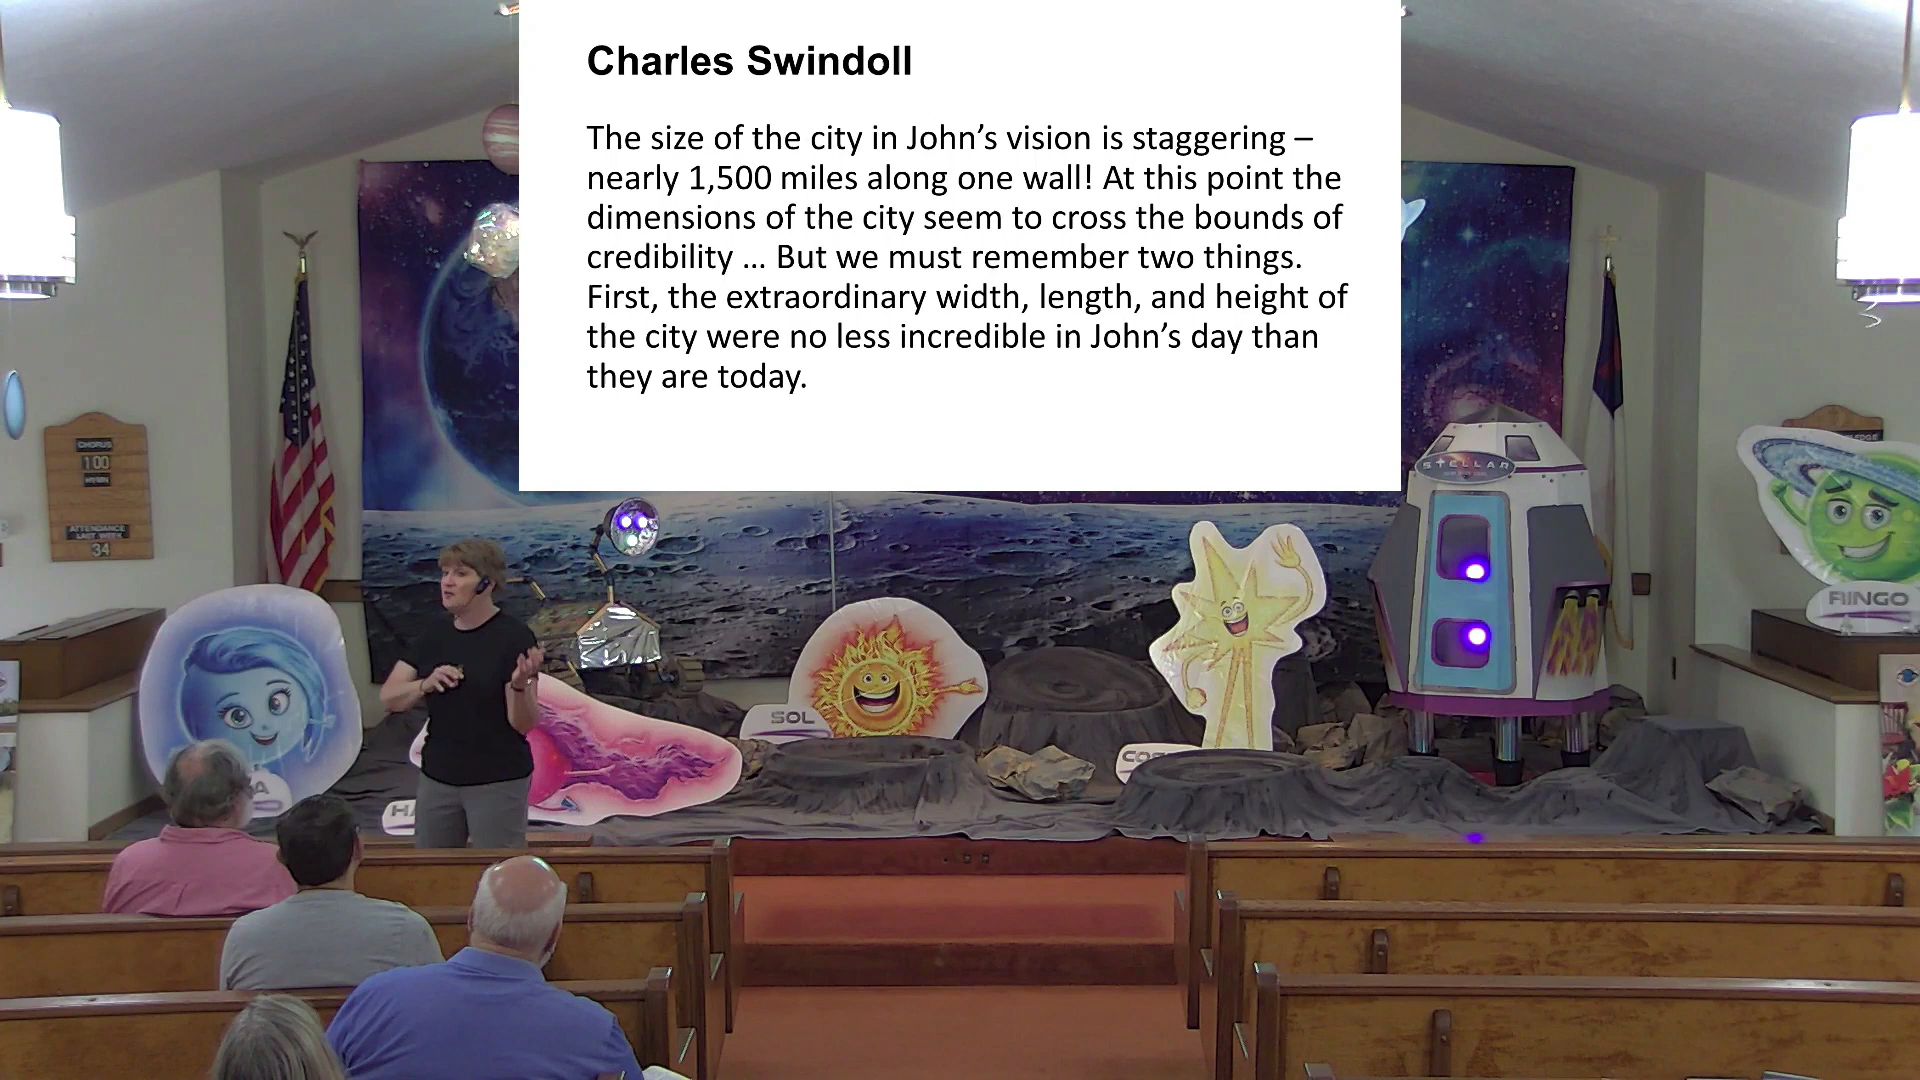 Charles Swindoll
The size of the city in John’s vision is staggering –
nearly 1,500 miles along one wall! At this point the
dimensions of the city seem to cross the bounds of
credibility ... But we must remember two things.
First, the extraordinary width, length, and height of
the city were no less incredible in John’s day than
they are today.
CHORUS
100
HYMN
ATTENDANCE
LAST WEEK
34
STELLAR
RINGO
SOL